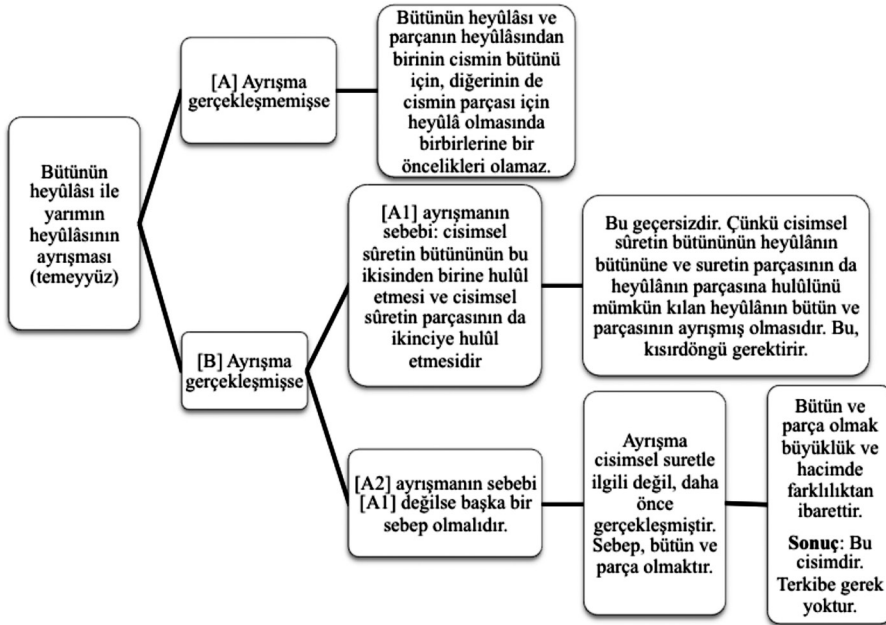 Bütünün
heyûlâsı ile
yarımın
heyûlâsının
ayrışması
(temeyyüz)
[A] Ayrışma
gerçekleşmemişse
Bütünün heyûlâsı ve
parçanın heyûlâsından
birinin cismin bütünü
için, diğerinin de
cismin parçası için
heyûlâ olmasında
birbirlerine bir
öncelikleri olamaz.
[B] Ayrışma
gerçekleşmişse
[A1] ayrışmanın
sebebi: cisimsel
sûretin bütününün bu
ikisinden birine hulûl
etmesi ve cisimsel
sûretin parçasının da
ikinciye hulûl
etmesidir
Bu geçersizdir. Çünkü cisimsel
sûretin bütününün heyûlânın
bütününe ve suretin parçasının da
heyûlânın parçasına hulûlünü
mümkün kılan heyûlânın bütün ve
parçasının ayrışmış olmasıdır. Bu,
kısırdöngü gerektirir.
[A2] ayrışmanın sebebi
[A1] değilse başka bir
sebep olmalıdır.
Ayrışma
cisimsel suretle
ilgili değil, daha
önce
gerçekleşmiştir.
Sebep, bütün ve
parça olmaktır.
Bütün ve
parça olmak
büyüklük ve
hacimde
farklılıktan
ibarettir.
Sonuç: Bu
cisimdir.
Terkibe gerek
yoktur.